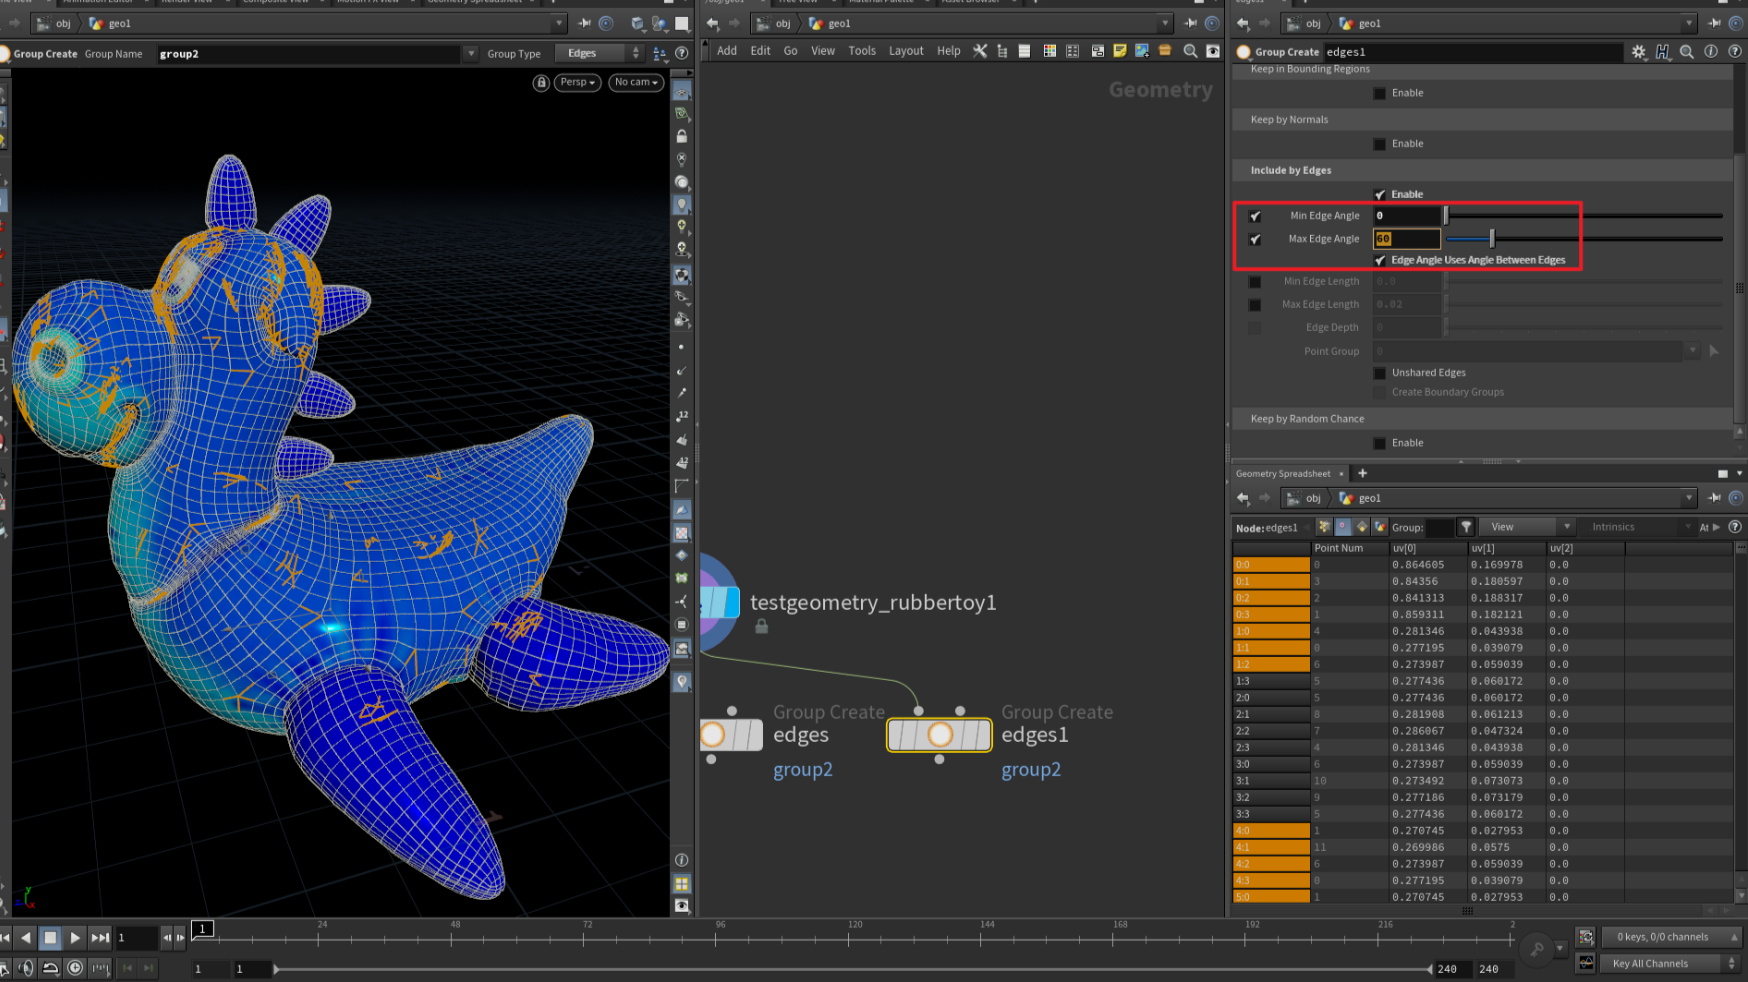 obj geo1
Group Create Group Name group2 Group Type Edges
Persp No cam
obj geo1
Add Edit Go View Tools Layout Help
Geometry
testgeometry_rubbertoy1
Group Create
edges
group2
Group Create
edges1
group2
obj geo1
Group Create edges1
Keep in Bounding Regions
Enable
Keep by Normals
Enable
Include by Edges
Enable
Min Edge Angle 0
Max Edge Angle 60
Edge Angle Uses Angle Between Edges
Min Edge Length 0.0
Max Edge Length 0.02
Edge Depth 0
Point Group 0
Unshared Edges
Create Boundary Groups
Keep by Random Chance
Enable
Geometry Spreadsheet
obj geo1
Node: edges1 Group: View Intrinsics At
Point Num uv[0] uv[1] uv[2]
0:0 0 0.864605 0.169978 0.0
0:1 3 0.84356 0.180597 0.0
0:2 2 0.841313 0.188317 0.0
0:3 1 0.859311 0.182121 0.0
1:0 4 0.281346 0.043938 0.0
1:1 0 0.277195 0.039079 0.0
1:2 6 0.273987 0.059039 0.0
1:3 5 0.277436 0.060172 0.0
2:0 5 0.277436 0.060172 0.0
2:1 8 0.281908 0.061213 0.0
2:2 7 0.286067 0.047324 0.0
2:3 4 0.281346 0.043938 0.0
3:0 6 0.273987 0.059039 0.0
3:1 10 0.273492 0.073073 0.0
3:2 9 0.277186 0.073179 0.0
3:3 5 0.277436 0.060172 0.0
4:0 1 0.270745 0.027953 0.0
4:1 11 0.269986 0.0575 0.0
4:2 6 0.273987 0.059039 0.0
4:3 0 0.277195 0.039079 0.0
5:0 1 0.270745 0.027953 0.0
1 1 24 48 72 96 120 144 168 192 216 2
0 keys, 0/0 channels
1 1 240 240
Key All Channels